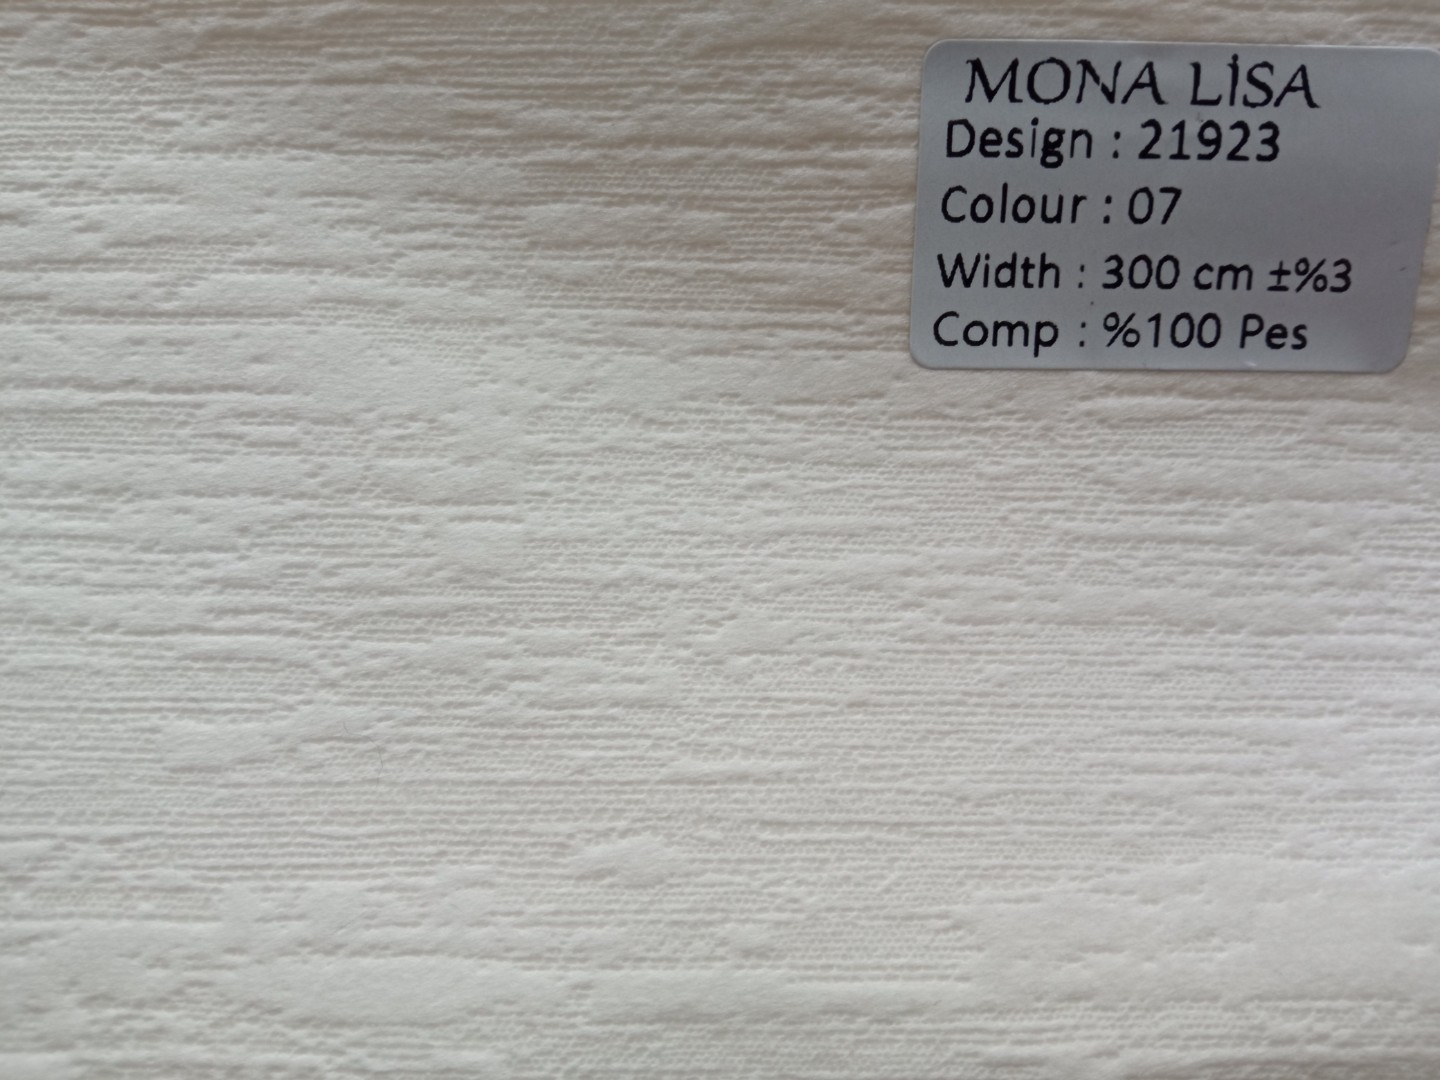 MONA LİSA
Design : 21923
Colour : 07
Width : 300 cm ±%3
Comp : %100 Pes